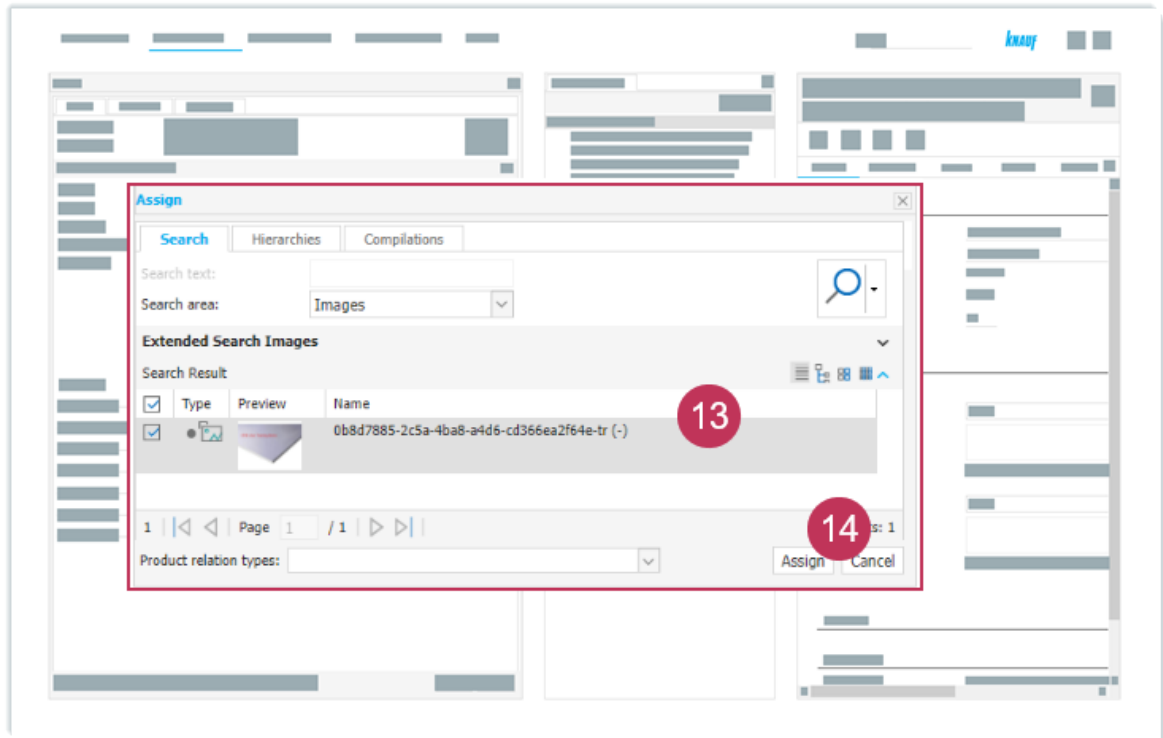 knauf
Assign
Search Hierarchies Compilations
Search text:
Search area: Images
Extended Search Images
Search Result
Type Preview Name
0b8d7885-2c5a-4ba8-a4d6-cd366ea2f64e-tr (-)
13
1 Page 1 / 1 s: 1
14
Product relation types: Assign Cancel